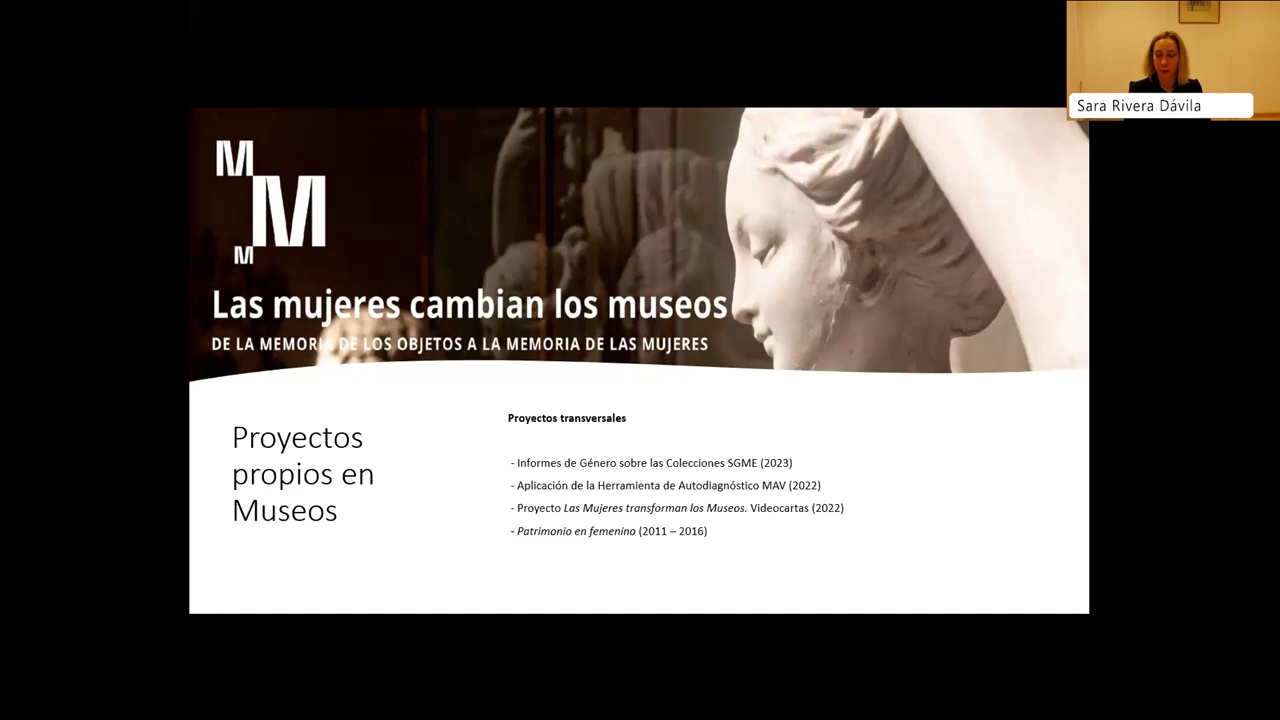 Sara Rivera Dávila
M
M
M
Las mujeres cambian los museos
DE LA MEMORIA DE LOS OBJETOS A LA MEMORIA DE LAS MUJERES
Proyectos
propios en
Museos
Proyectos transversales
- Informes de Género sobre las Colecciones SGME (2023)
- Aplicación de la Herramienta de Autodiagnóstico MAV (2022)
- Proyecto Las Mujeres transforman los Museos. Videocartas (2022)
- Patrimonio en femenino (2011 – 2016)